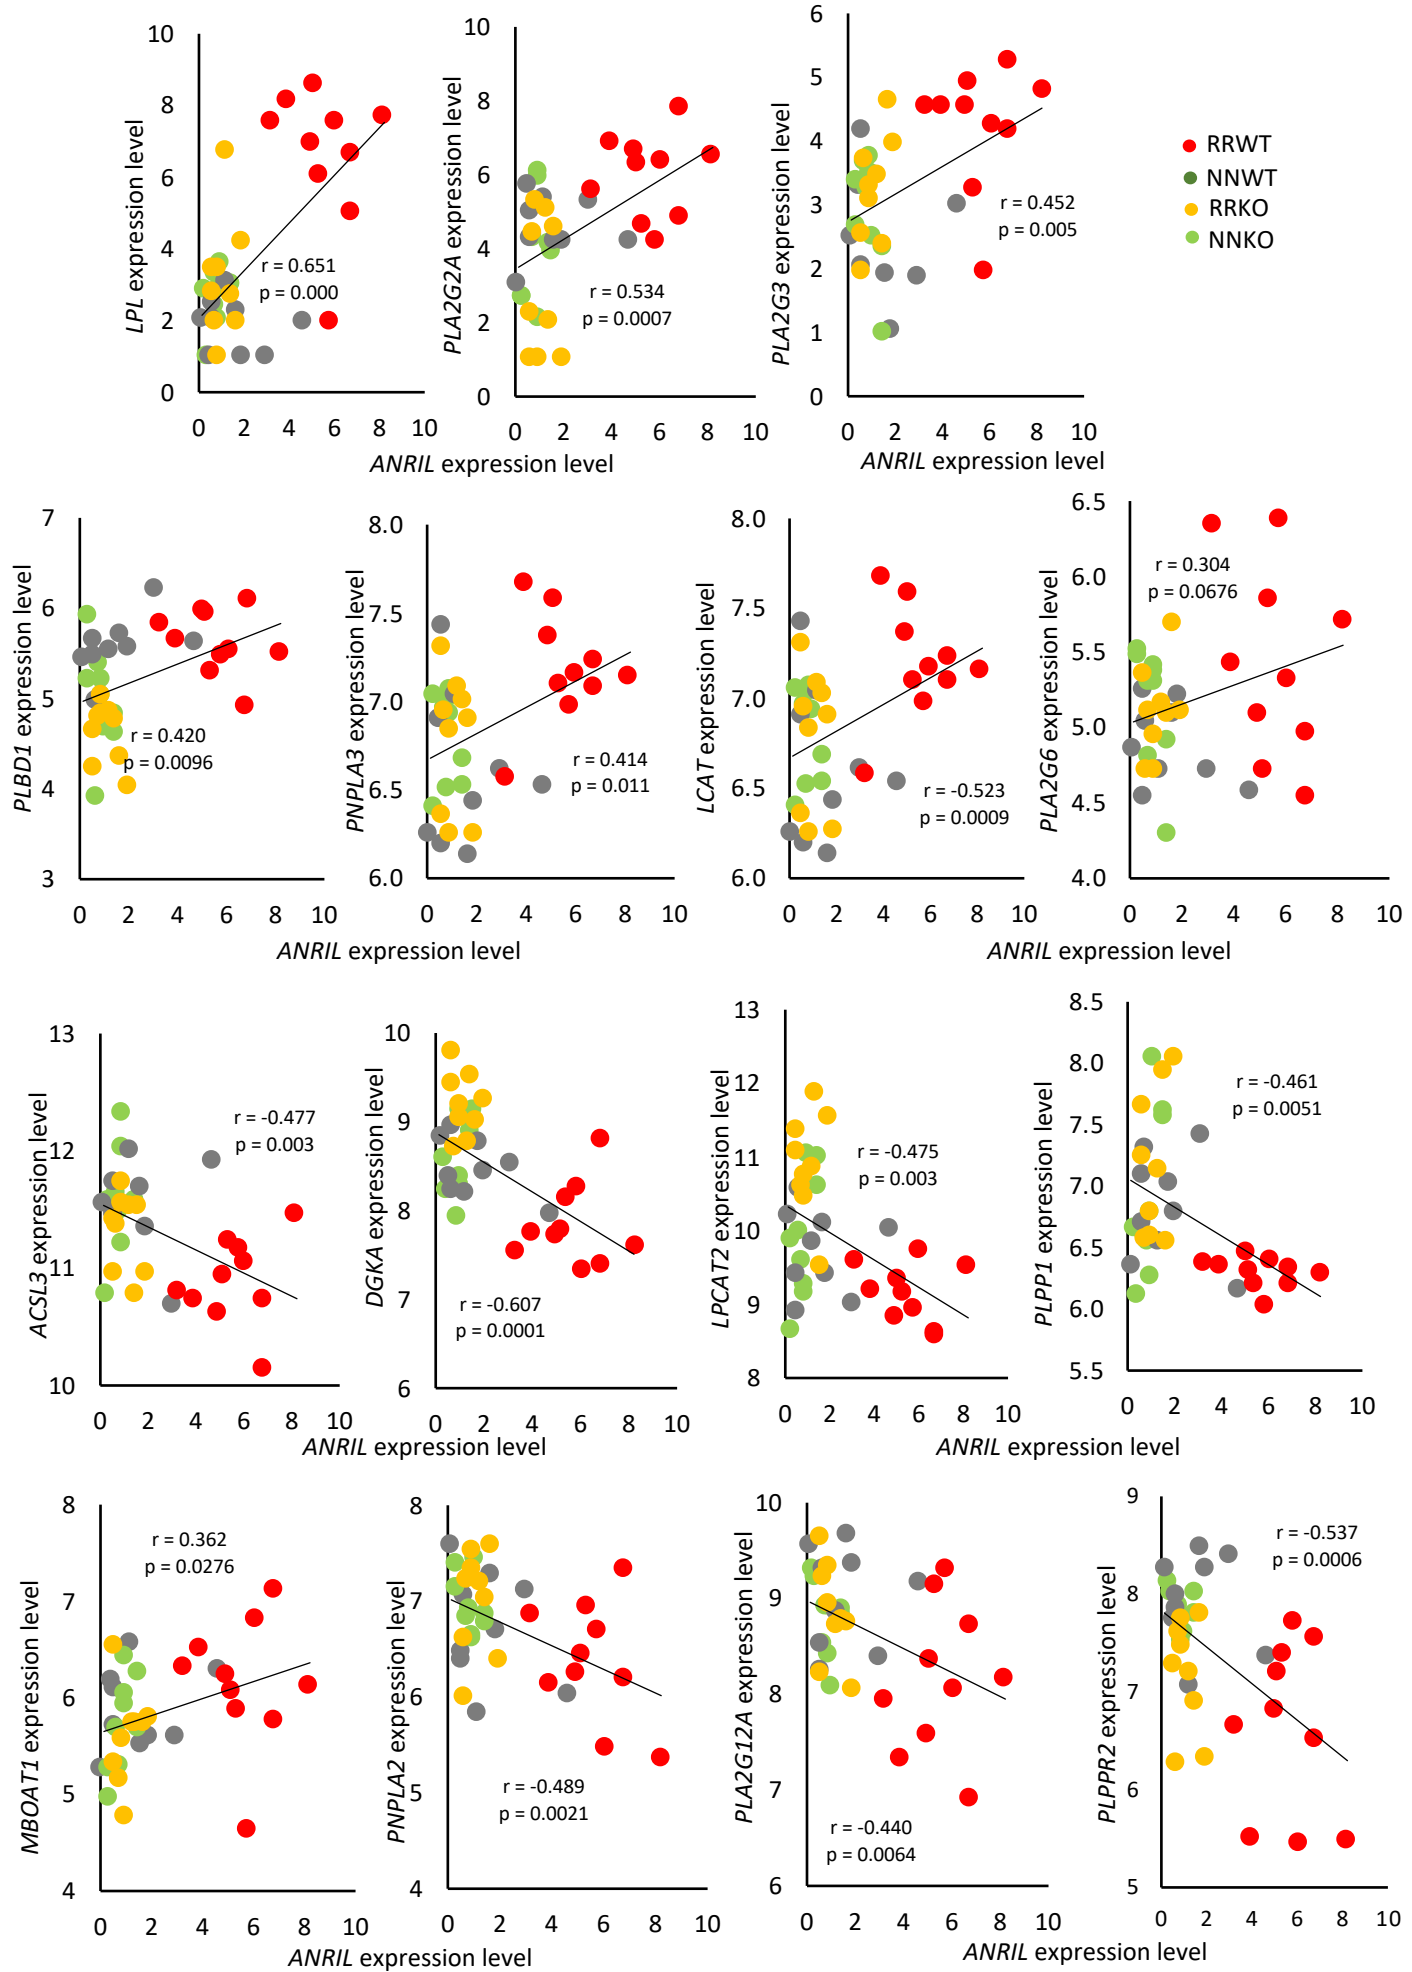 LPL expression level
10
8
6
4
2
0
r = 0.651
p = 0.000
0 2 4 6 8 10
PLA2G2A expression level
10
8
6
4
2
0
r = 0.534
p = 0.0007
0 2 4 6 8 10
PLA2G3 expression level
6
5
4
3
2
1
0
r = 0.452
p = 0.005
0 2 4 6 8 10
ANRIL expression level
ANRIL expression level
RRWT
NNWT
RRKO
NNKO
PLBD1 expression level
7
6
5
4
3
r = 0.420
p = 0.0096
0 2 4 6 8 10
PNPLA3 expression level
8.0
7.5
7.0
6.5
6.0
r = 0.414
p = 0.011
0 2 4 6 8 10
ANRIL expression level
LCAT expression level
8.0
7.5
7.0
6.5
6.0
r = -0.523
p = 0.0009
0 2 4 6 8 10
PLA2G6 expression level
6.5
6.0
5.5
5.0
4.5
4.0
r = 0.304
p = 0.0676
0 2 4 6 8 10
ANRIL expression level
ACSL3 expression level
13
12
11
10
r = -0.477
p = 0.003
0 2 4 6 8 10
DGKA expression level
10
9
8
7
6
r = -0.607
p = 0.0001
0 2 4 6 8 10
ANRIL expression level
LPCAT2 expression level
13
12
11
10
9
8
r = -0.475
p = 0.003
0 2 4 6 8 10
PLPP1 expression level
8.5
8.0
7.5
7.0
6.5
6.0
5.5
r = -0.461
p = 0.0051
0 2 4 6 8 10
ANRIL expression level
MBOAT1 expression level
8
7
6
5
4
r = 0.362
p = 0.0276
0 2 4 6 8 10
PNPLA2 expression level
8
7
6
5
4
r = -0.489
p = 0.0021
0 2 4 6 8 10
ANRIL expression level
PLA2G12A expression level
10
9
8
7
6
r = -0.440
p = 0.0064
0 2 4 6 8 10
PLPPR2 expression level
9
8
7
6
5
r = -0.537
p = 0.0006
0 2 4 6 8 10
ANRIL expression level